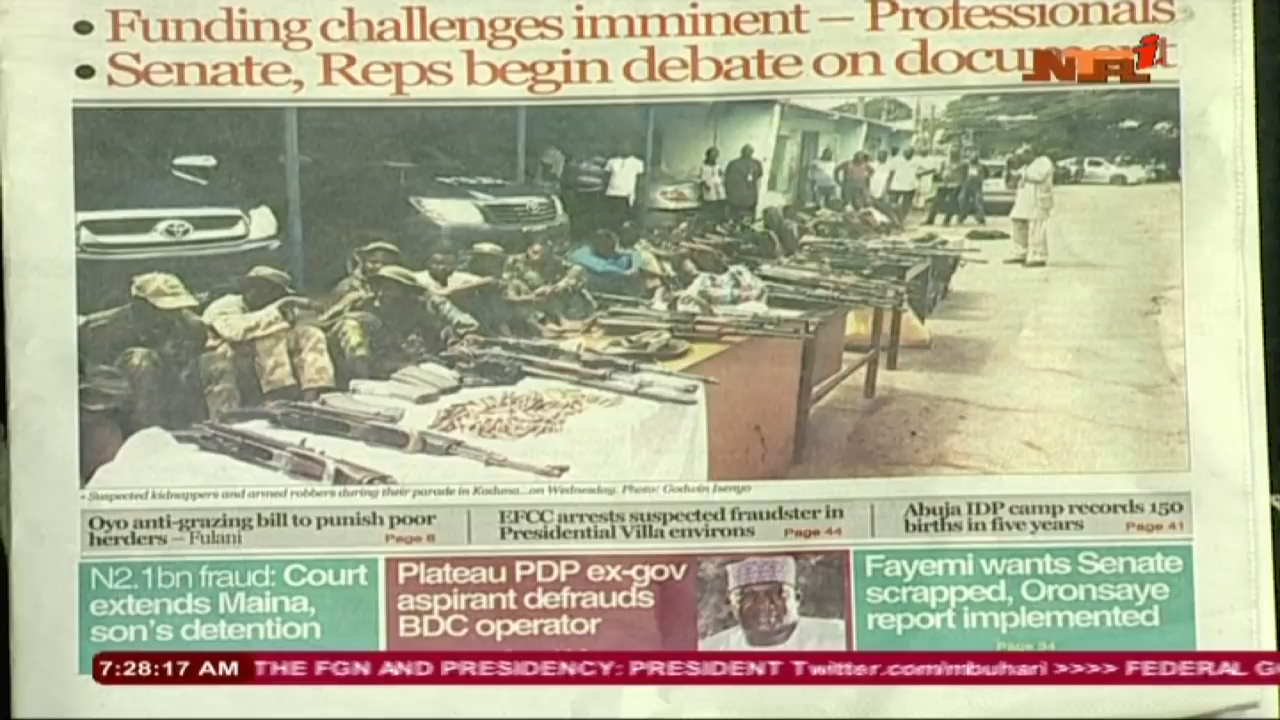 • Funding challenges imminent – Professionals
• Senate, Reps begin debate on document
NTA i
• Suspected kidnappers and armed robbers during their parade in Kaduna...on Wednesday. Photo: Godwin Isenyo
Oyo anti-grazing bill to punish poor
herders – Fulani Page 8
EFCC arrests suspected fraudster in
Presidential Villa environs Page 44
Abuja IDP camp records 150
births in five years Page 41
N2.1bn fraud: Court
extends Maina,
son's detention
Plateau PDP ex-gov
aspirant defrauds
BDC operator
Fayemi wants Senate
scrapped, Oronsaye
report implemented
7:28:17 AM THE FGN AND PRESIDENCY: PRESIDENT Twitter.com/mbuhari >>>> FEDERAL G